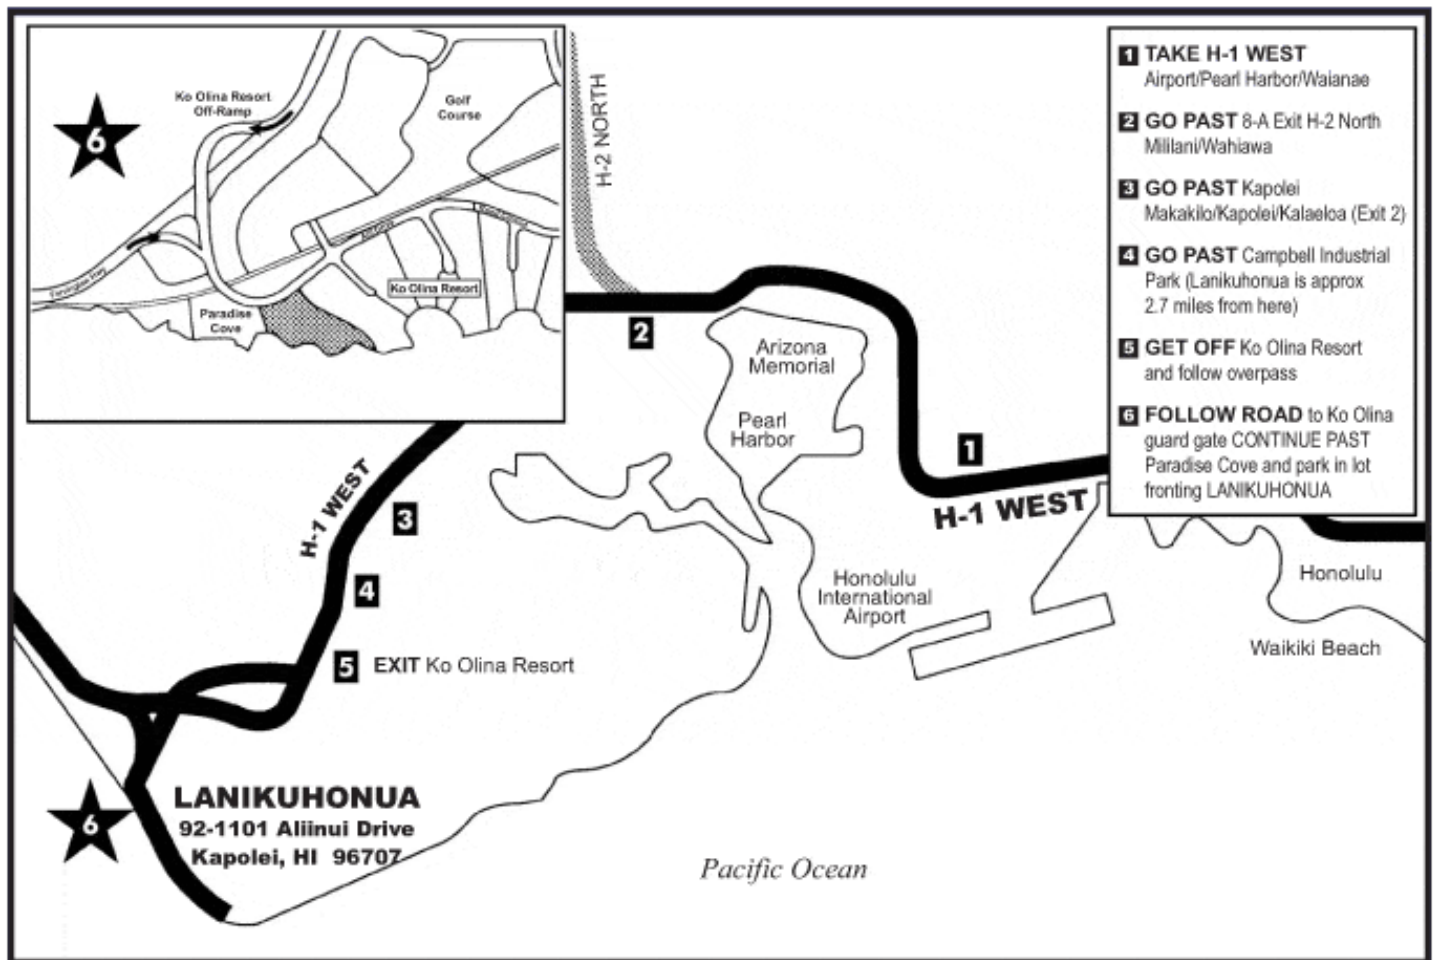 Ko Olina Resort
Off-Ramp
6
Golf
Course
Farrington Hwy
Ko Olina Resort
Paradise
Cove
H-2 NORTH
1 TAKE H-1 WEST
Airport/Pearl Harbor/Waianae
2 GO PAST 8-A Exit H-2 North
Mililani/Wahiawa
3 GO PAST Kapolei
Makakilo/Kapolei/Kalaeloa (Exit 2)
4 GO PAST Campbell Industrial
Park (Lanikuhonua is approx
2.7 miles from here)
5 GET OFF Ko Olina Resort
and follow overpass
6 FOLLOW ROAD to Ko Olina
guard gate CONTINUE PAST
Paradise Cove and park in lot
fronting LANIKUHONUA
2
Arizona
Memorial
Pearl
Harbor
1
H-1 WEST
H-1 WEST
3
4
5 EXIT Ko Olina Resort
Honolulu
International
Airport
Honolulu
Waikiki Beach
6
LANIKUHONUA
92-1101 Aliinui Drive
Kapolei, HI 96707
Pacific Ocean